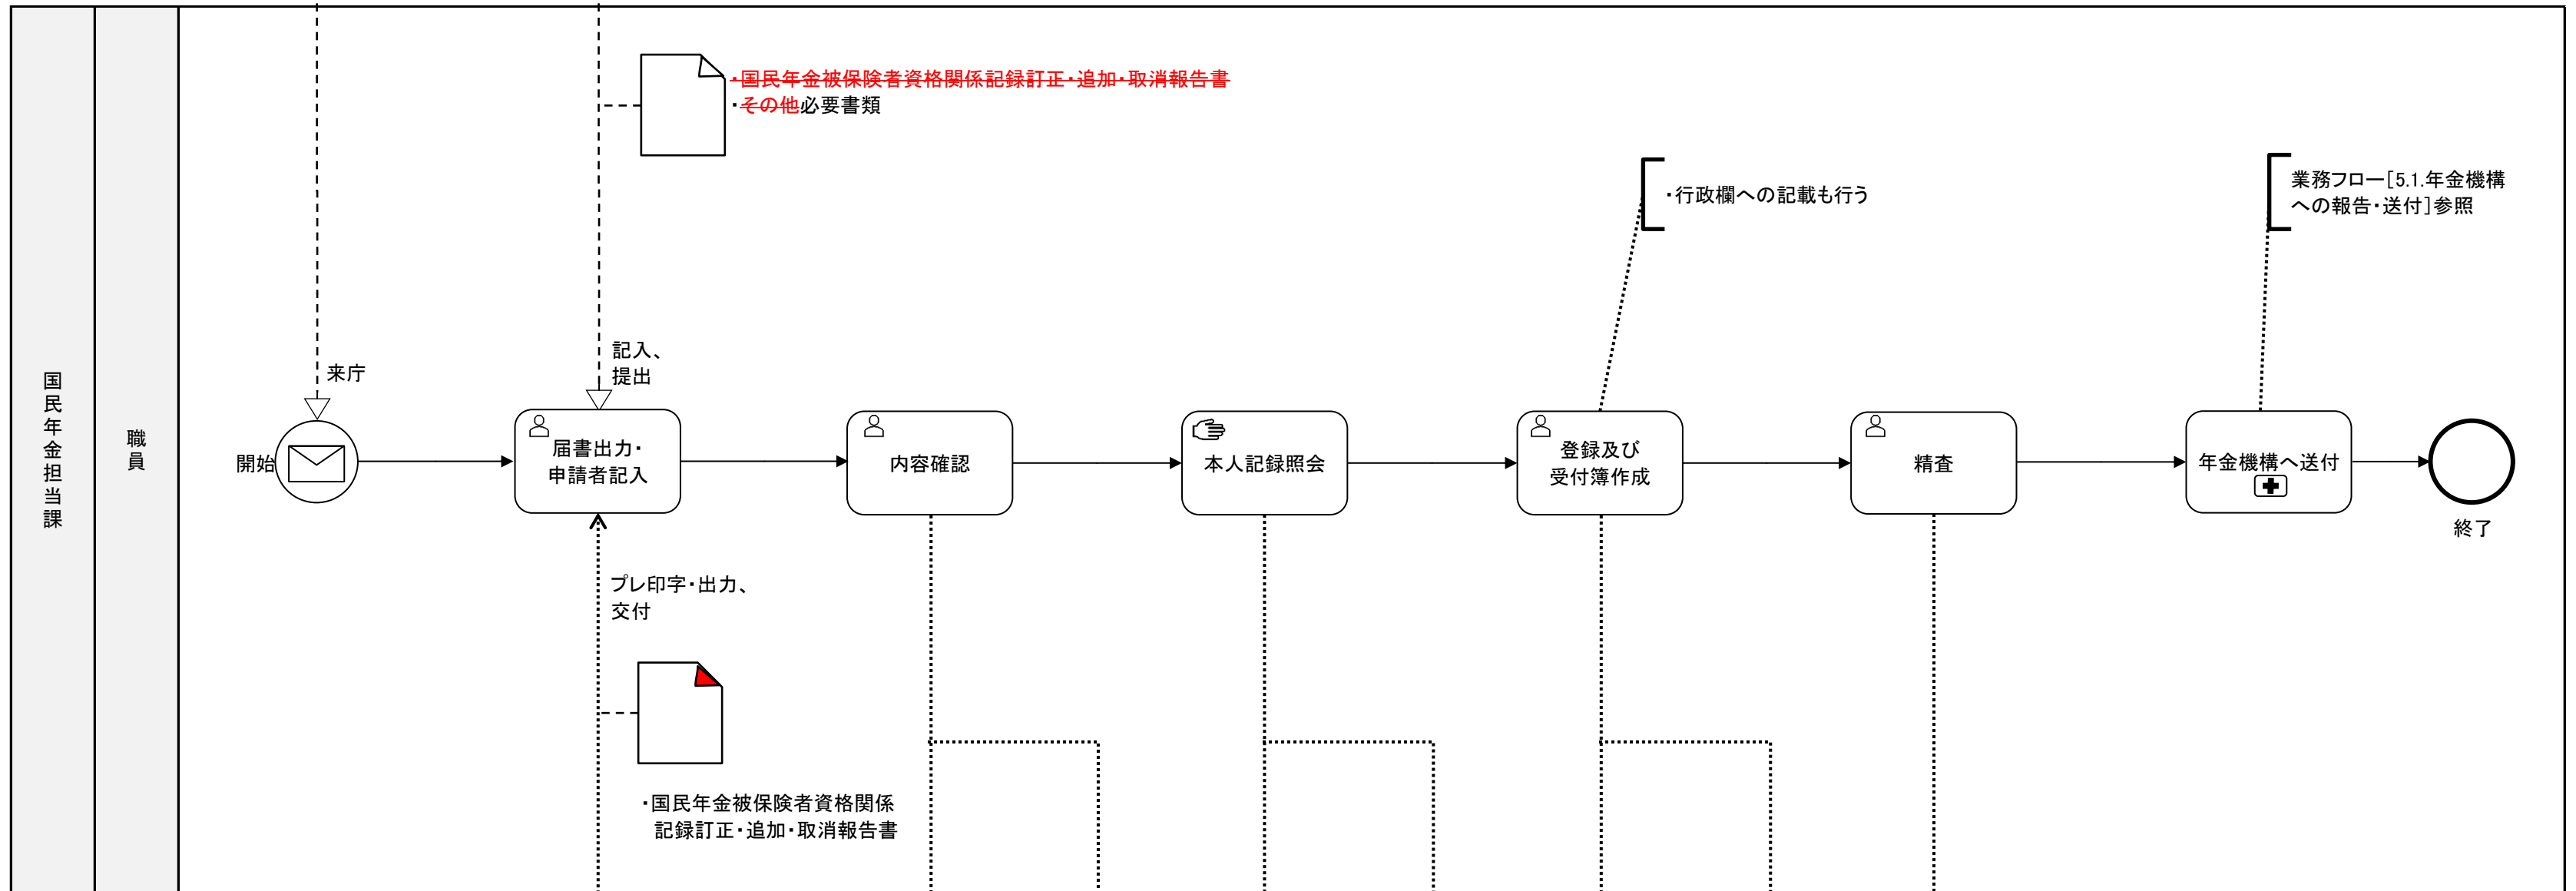 国民年金担当課
職員
・国民年金被保険者資格関係記録訂正・追加・取消報告書
・その他必要書類
・行政欄への記載も行う
業務フロー[5.1.年金機構
への報告・送付]参照
来庁
記入、
提出
開始
届書出力・
申請者記入
内容確認
本人記録照会
登録及び
受付簿作成
精査
年金機構へ送付
終了
プレ印字・出力、
交付
・国民年金被保険者資格関係
記録訂正・追加・取消報告書